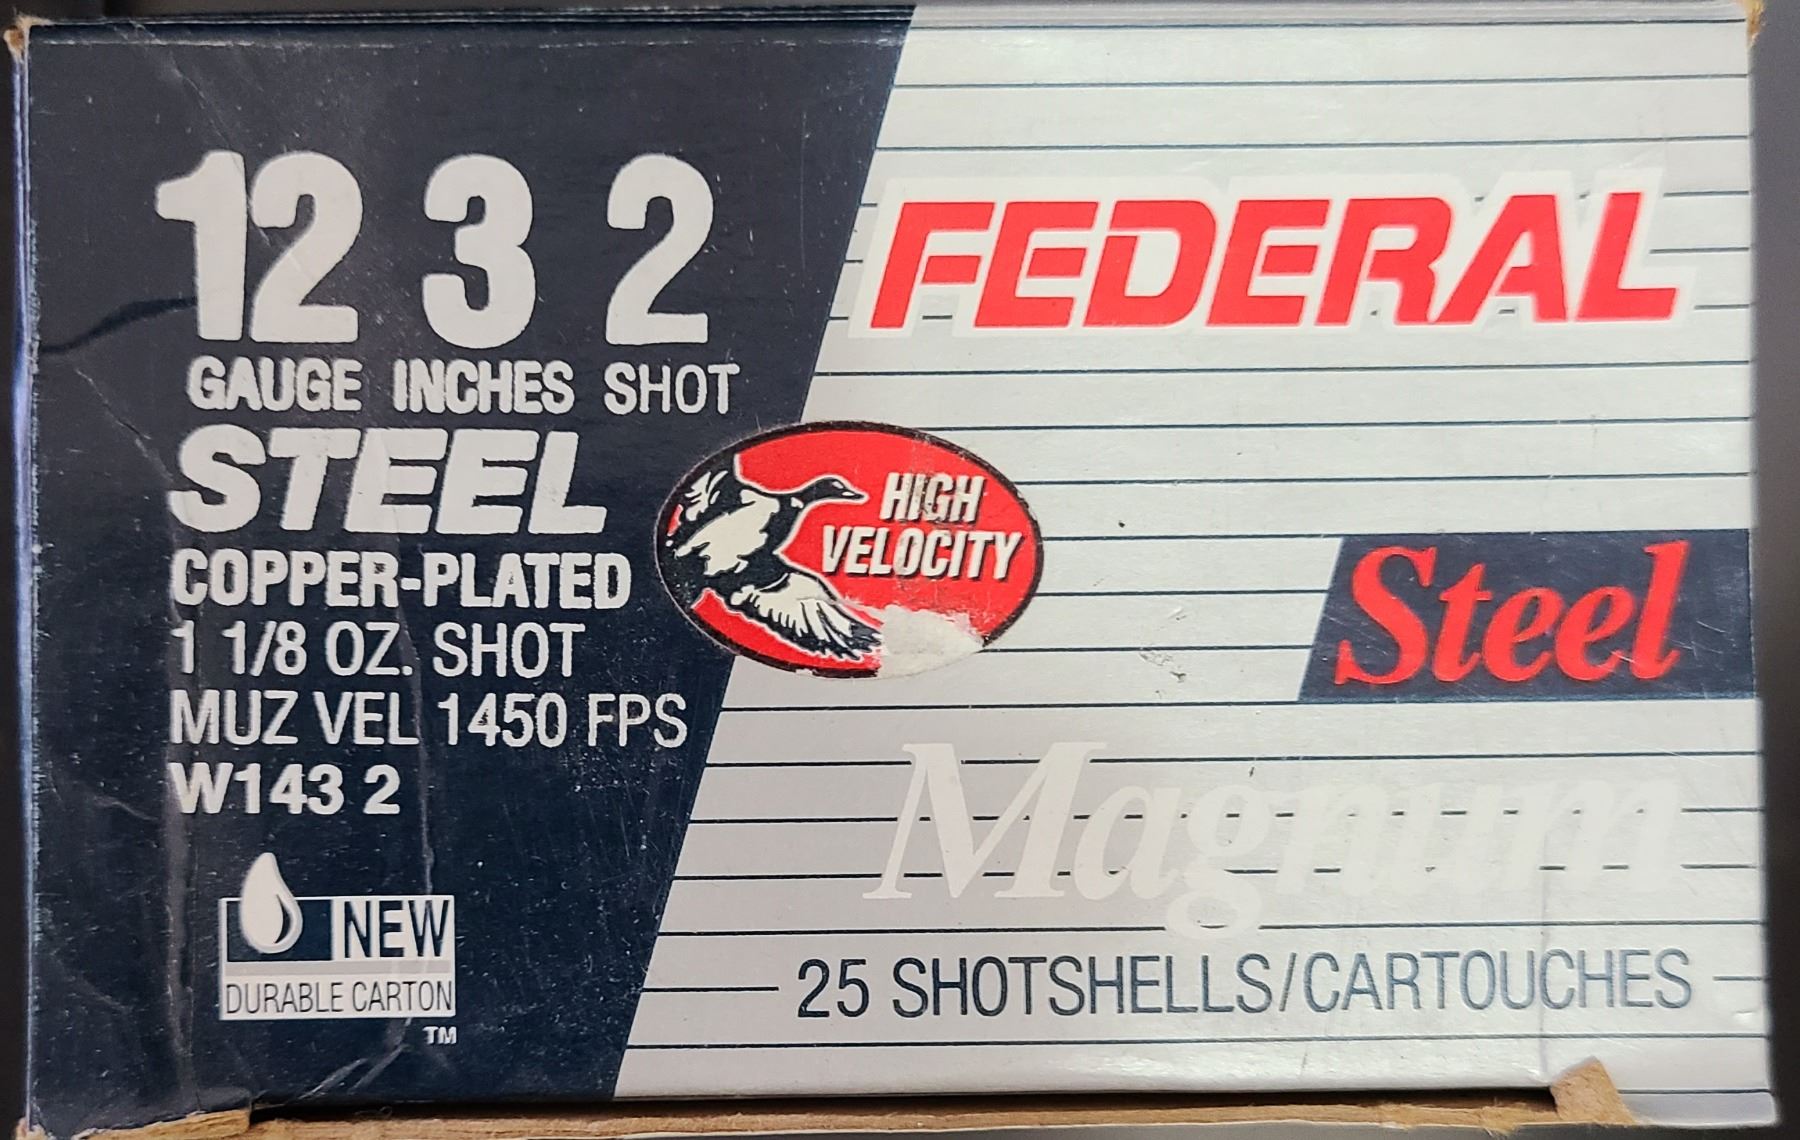 12 3 2
GAUGE INCHES SHOT
STEEL
COPPER-PLATED
1 1/8 OZ. SHOT
MUZ VEL 1450 FPS
W143 2
NEW
DURABLE CARTON
TM
HIGH
VELOCITY
FEDERAL
Steel
Magnum
25 SHOTSHELLS/CARTOUCHES